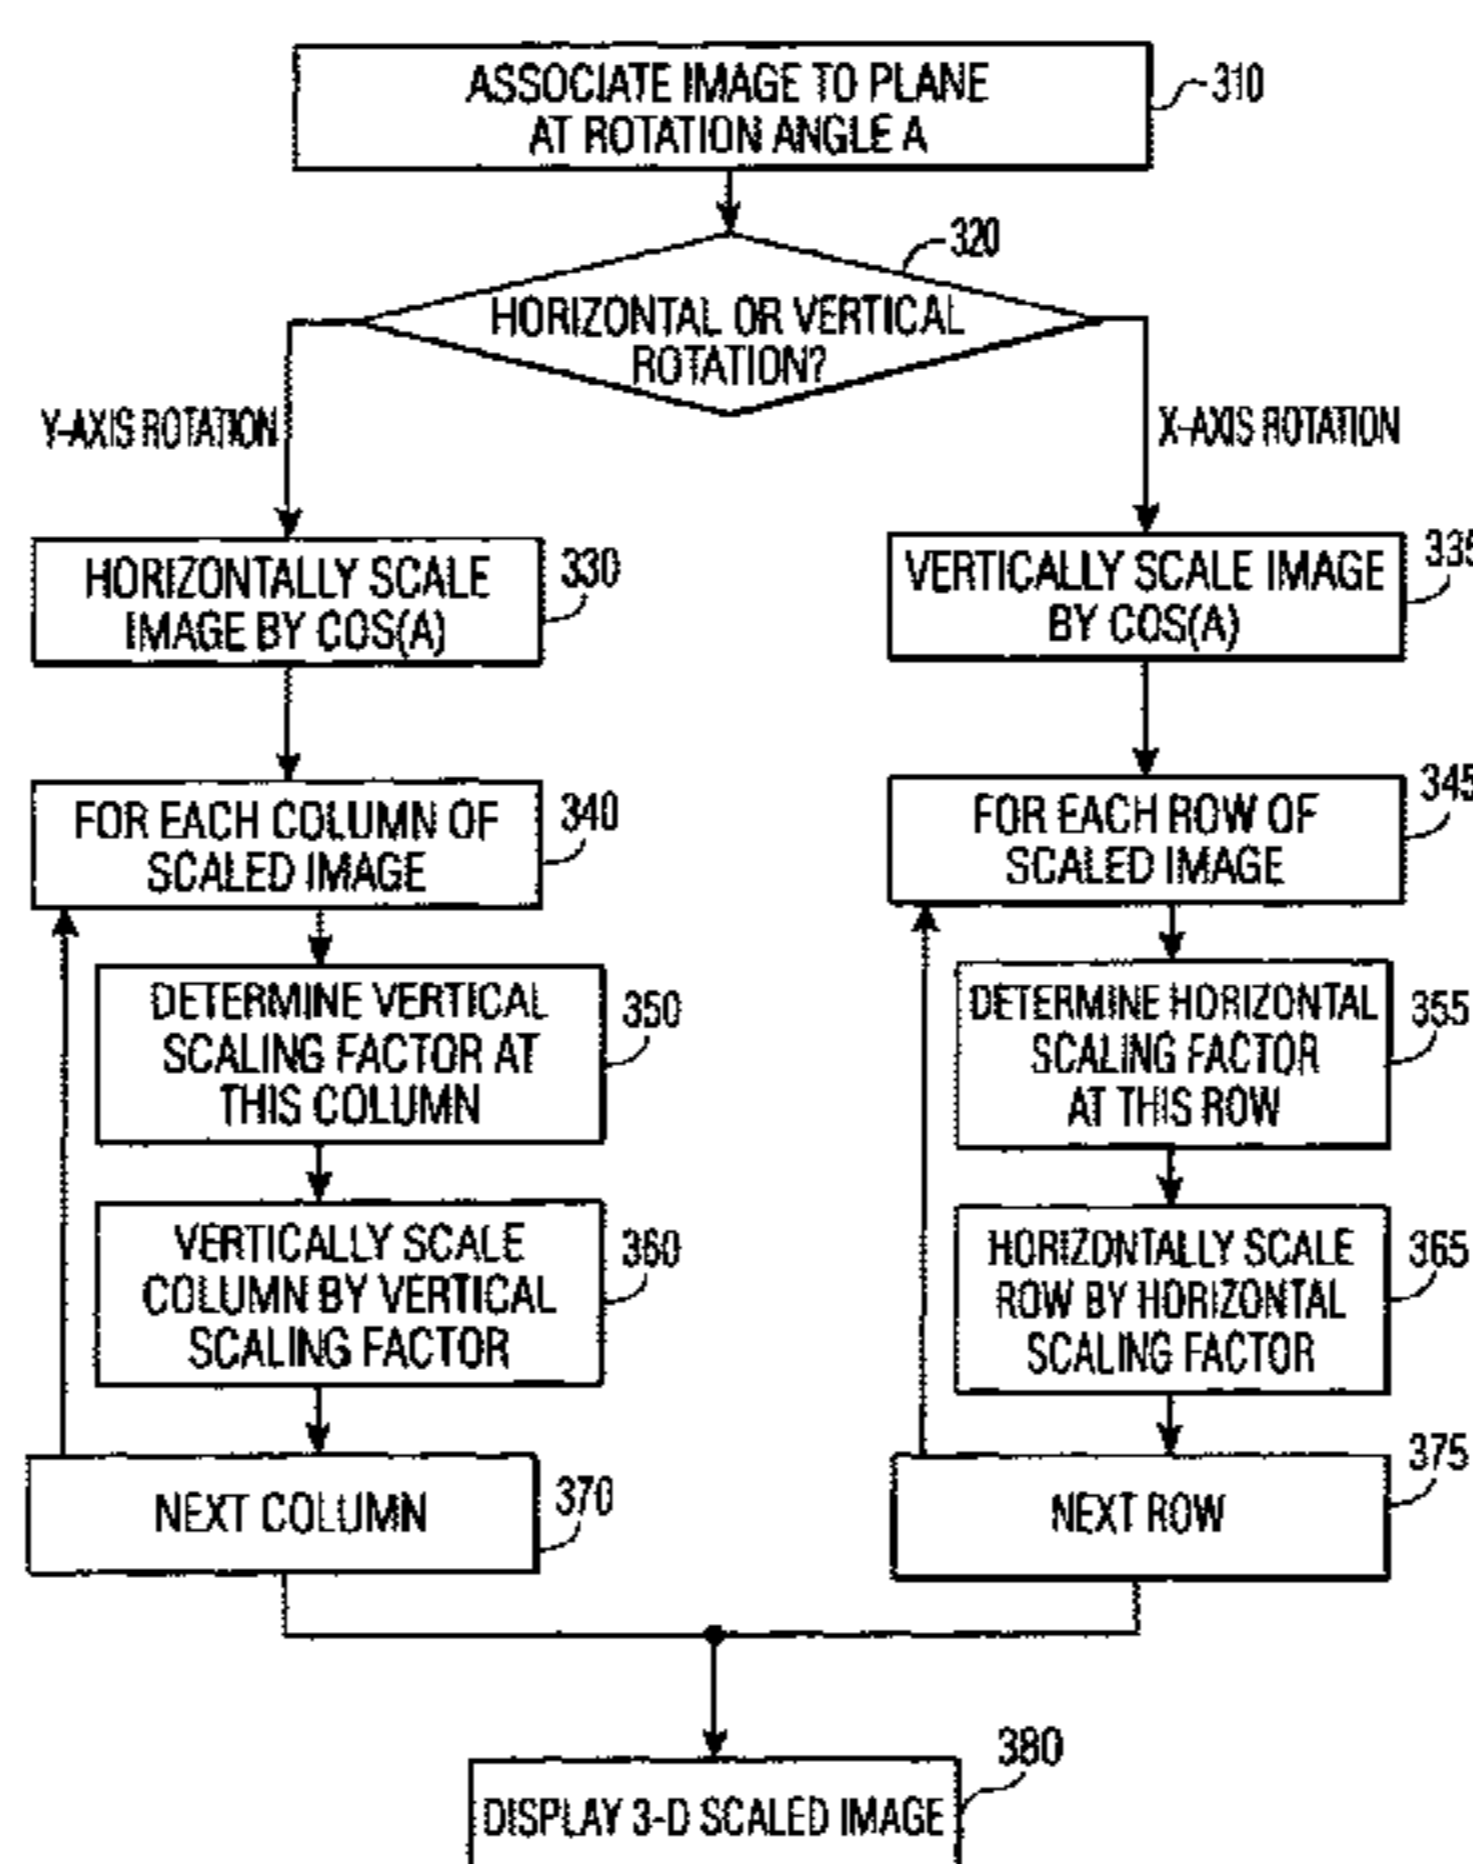 ASSOCIATE IMAGE TO PLANE
AT ROTATION ANGLE A
310
320
HORIZONTAL OR VERTICAL
ROTATION?
Y-AXIS ROTATION
X-AXIS ROTATION
HORIZONTALLY SCALE
IMAGE BY COS(A)
330
VERTICALLY SCALE IMAGE
BY COS(A)
335
FOR EACH COLUMN OF
SCALED IMAGE
340
FOR EACH ROW OF
SCALED IMAGE
345
DETERMINE VERTICAL
SCALING FACTOR AT
THIS COLUMN
350
DETERMINE HORIZONTAL
SCALING FACTOR
AT THIS ROW
355
VERTICALLY SCALE
COLUMN BY VERTICAL
SCALING FACTOR
360
HORIZONTALLY SCALE
ROW BY HORIZONTAL
SCALING FACTOR
365
NEXT COLUMN
370
NEXT ROW
375
380
DISPLAY 3-D SCALED IMAGE